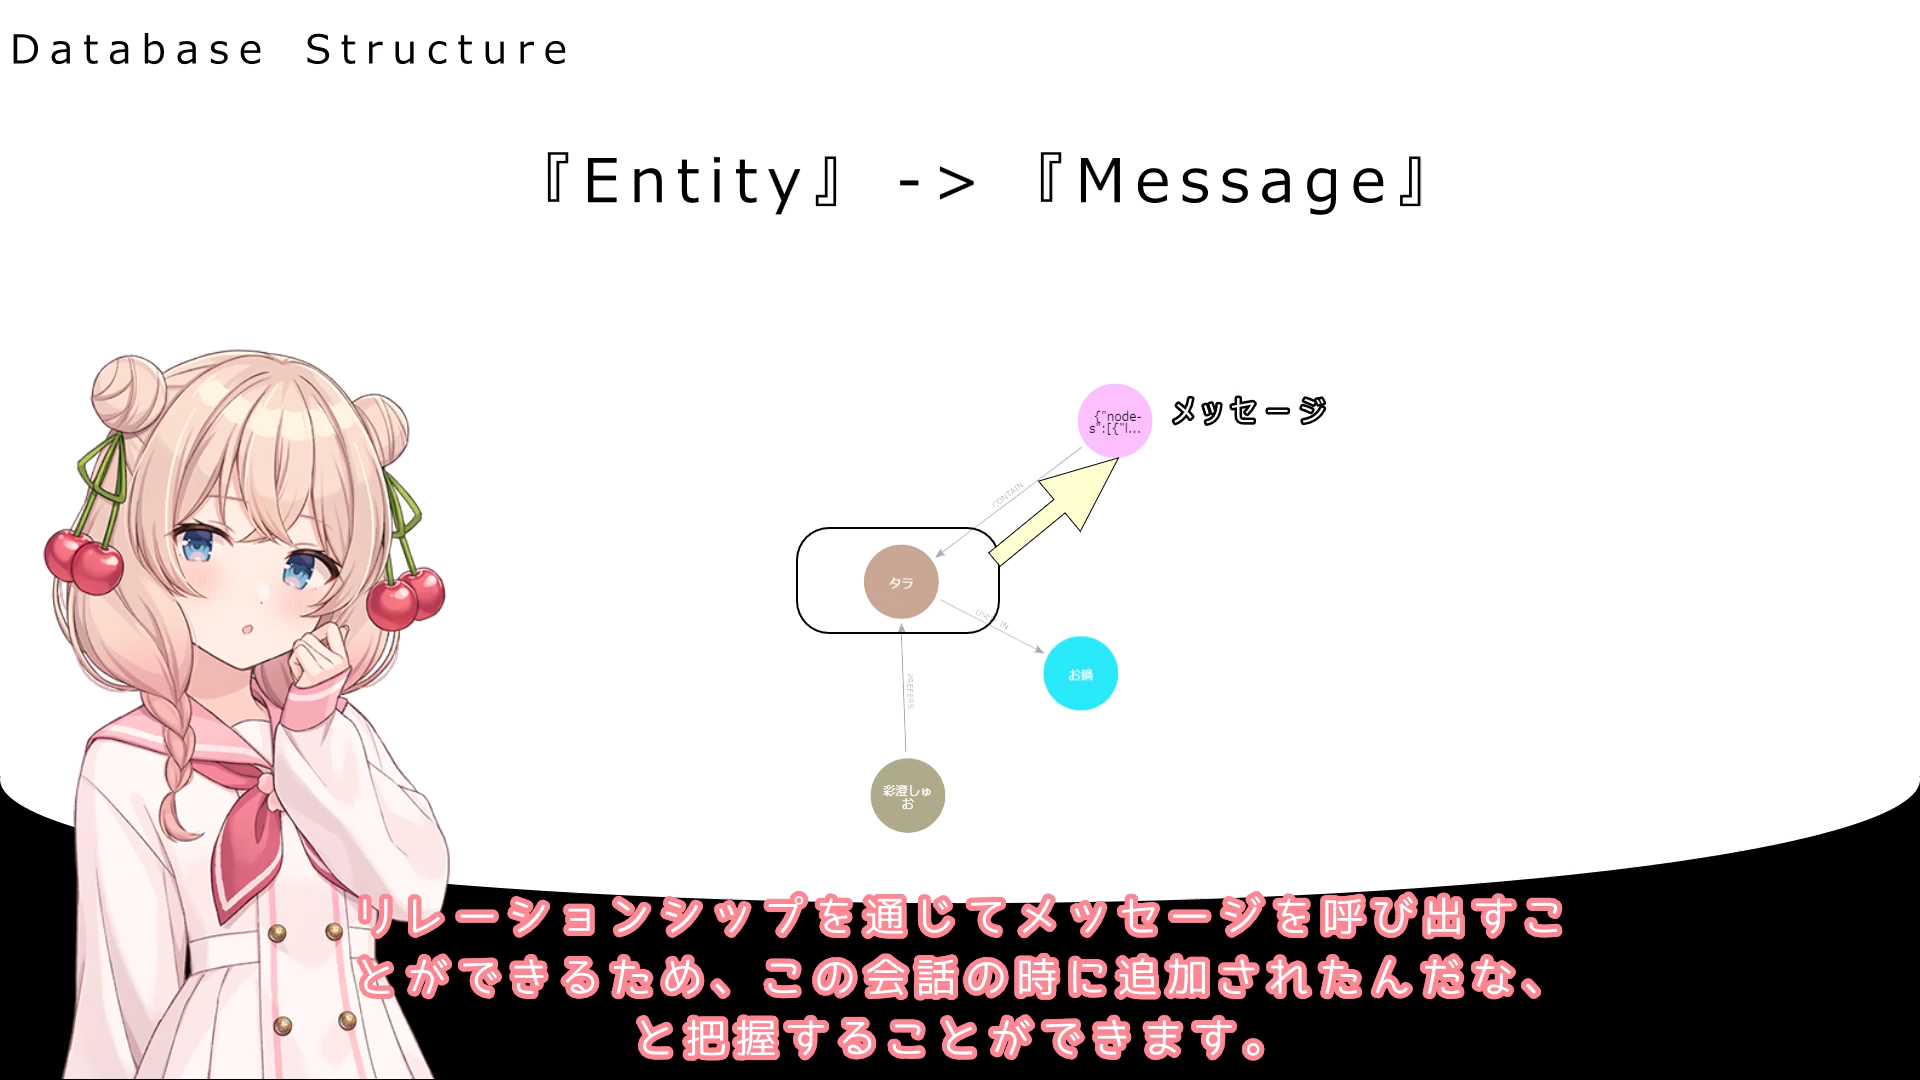 Database Structure
『Entity』 -> 『Message』
{"node-
s":[{"l...
メッセージ
CONTAIN
タラ
お鍋
PREFERS
彩澄しゅ
お
リレーションシップを通じてメッセージを呼び出すこ
とができるため、この会話の時に追加されたんだな、
と把握することができます。